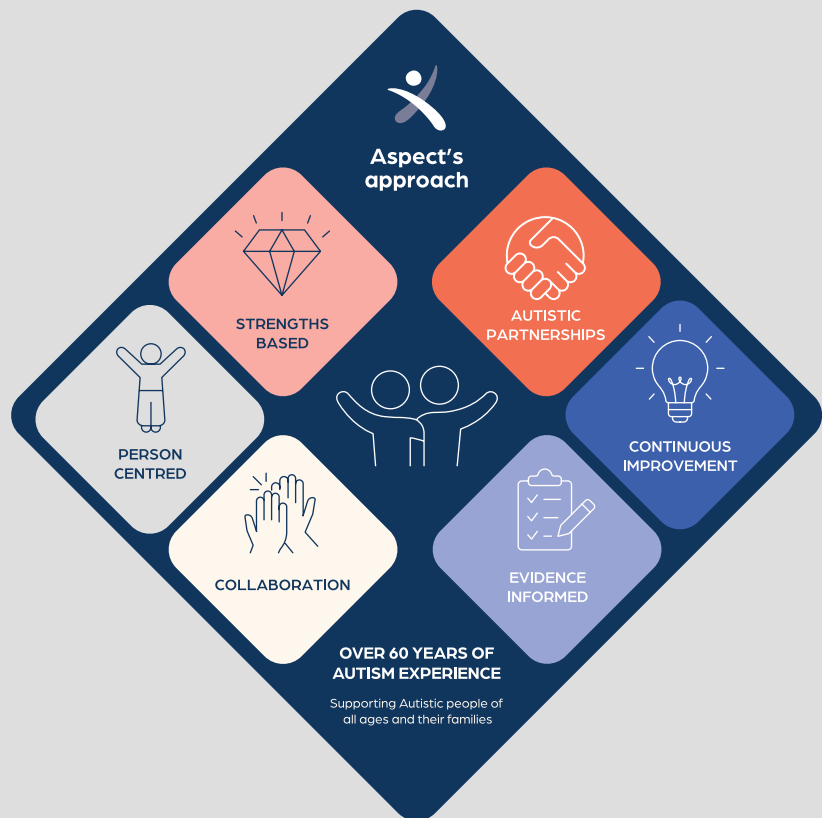 Aspect's
approach
STRENGTHS
BASED
AUTISTIC
PARTNERSHIPS
PERSON
CENTRED
CONTINUOUS
IMPROVEMENT
COLLABORATION
EVIDENCE
INFORMED
OVER 60 YEARS OF
AUTISM EXPERIENCE
Supporting Autistic people of
all ages and their families